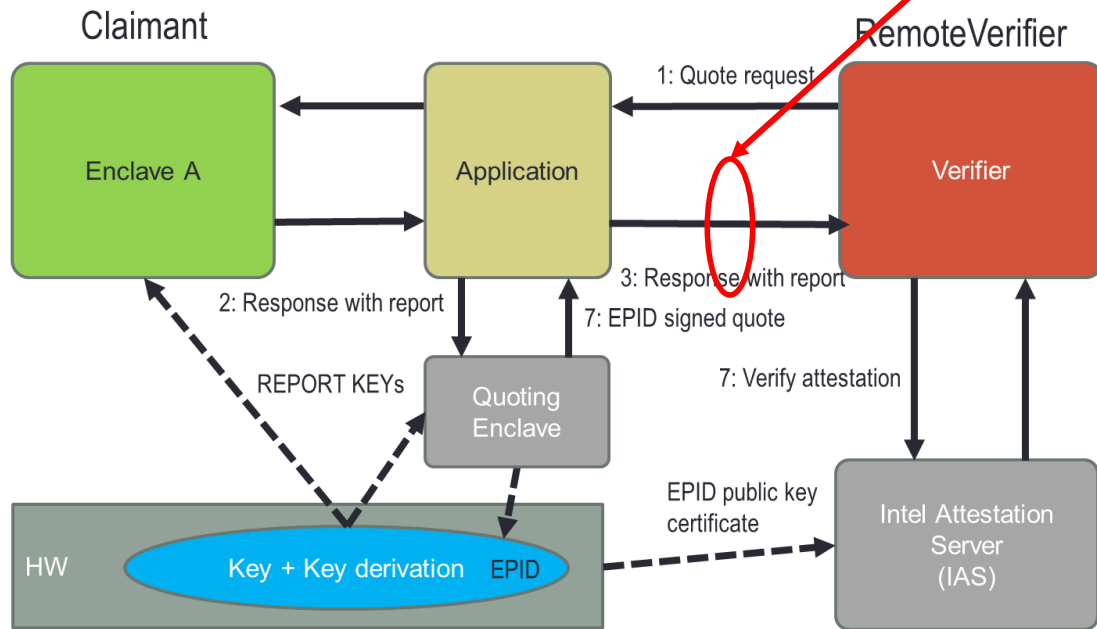 Claimant
RemoteVerifier
1: Quote request
Enclave A
Application
Verifier
3: Response with report
2: Response with report
7: EPID signed quote
REPORT KEYs
7: Verify attestation
Quoting
Enclave
EPID public key
certificate
Intel Attestation
Server
(IAS)
HW
Key + Key derivation
EPID